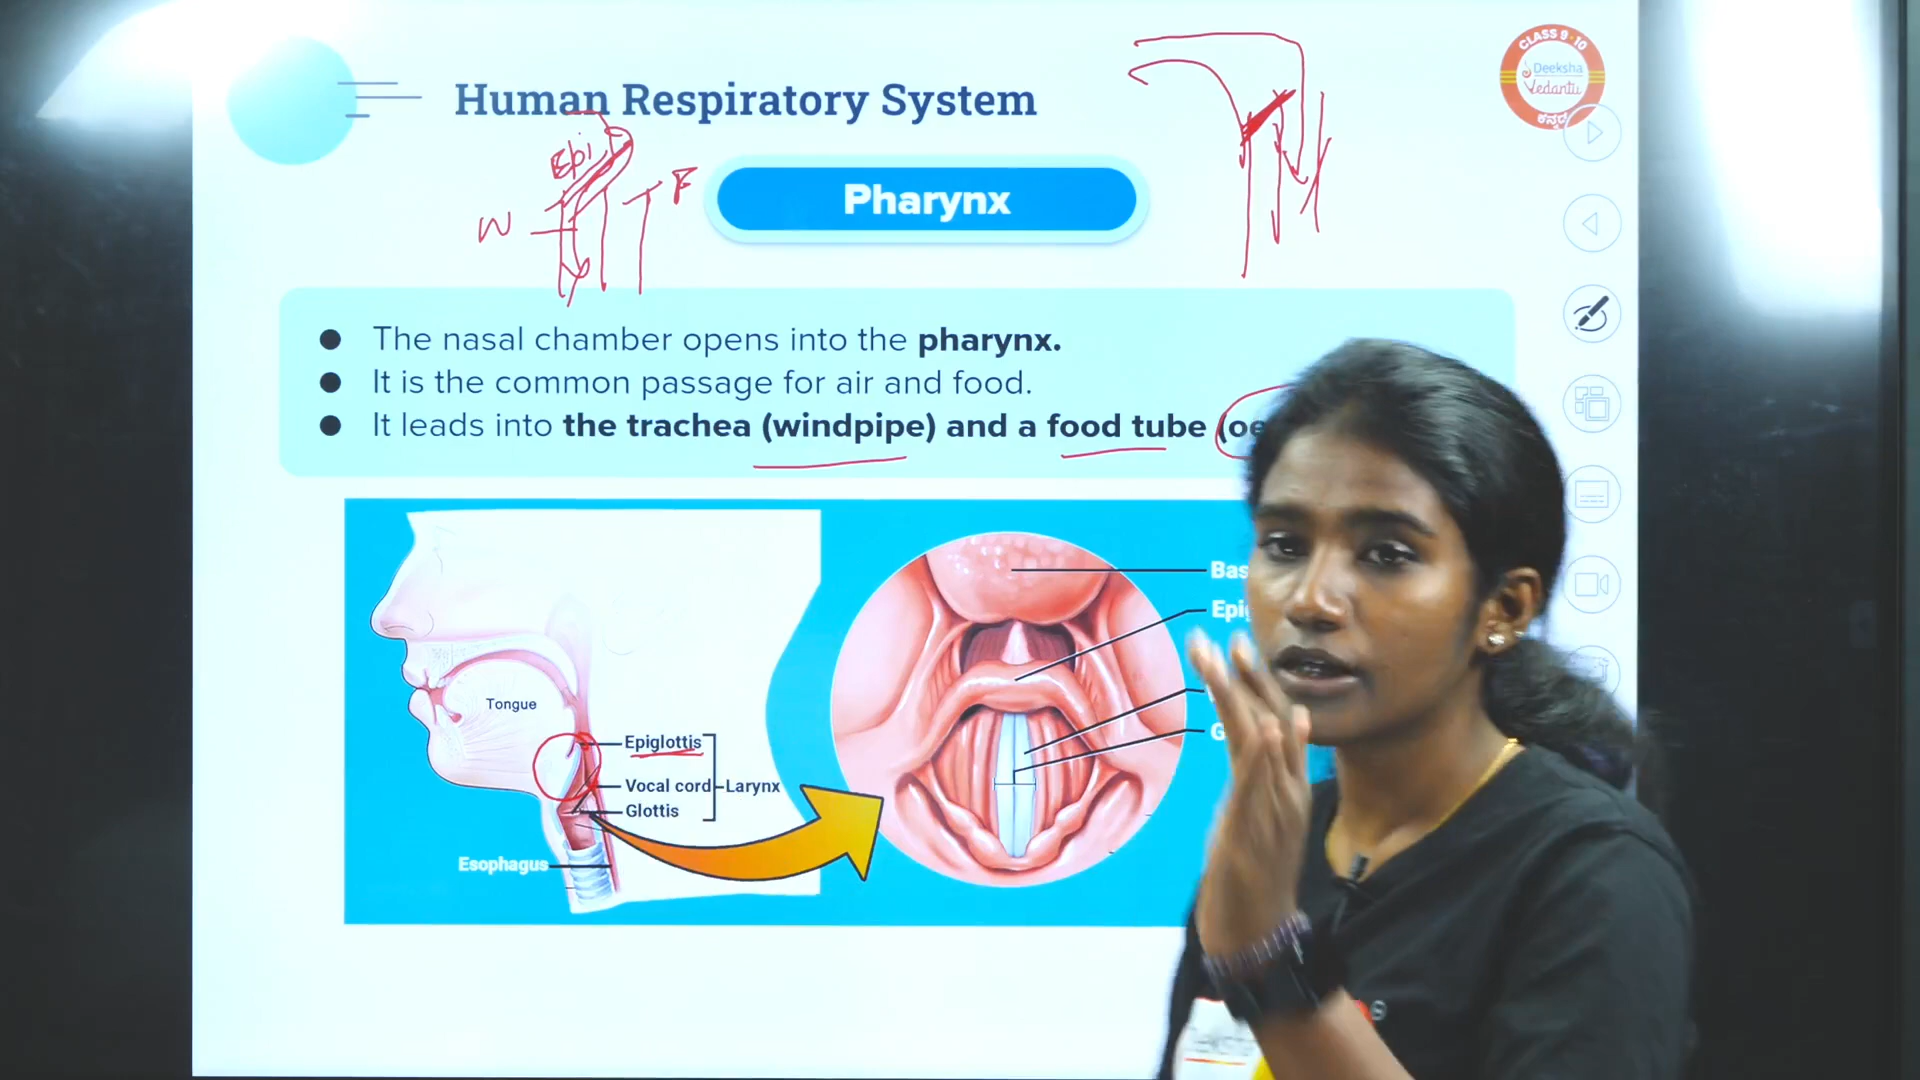 CLASS 9-10
Deeksha
Vedantu
ಕನ್ನಡ
Human Respiratory System
Epi
F
W
Pharynx
The nasal chamber opens into the pharynx.
It is the common passage for air and food.
It leads into the trachea (windpipe) and a food tube (oe
Bas
Epig
G
Tongue
Epiglottis
Vocal cord
Larynx
Glottis
Esophagus